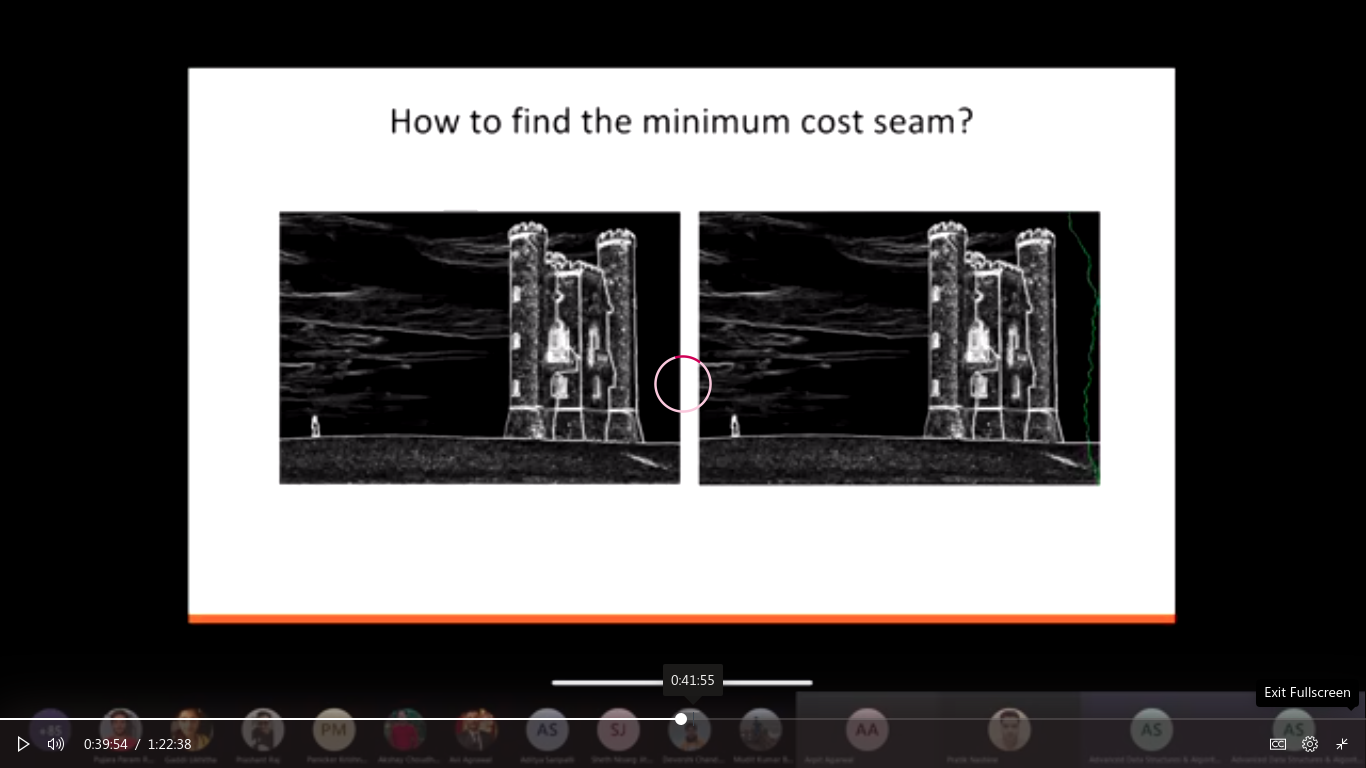 How to find the minimum cost seam?
0:41:55
Exit Fullscreen
PM
AS
SJ
AA
AS
AS
0:39:54 / 1:22:38
CC